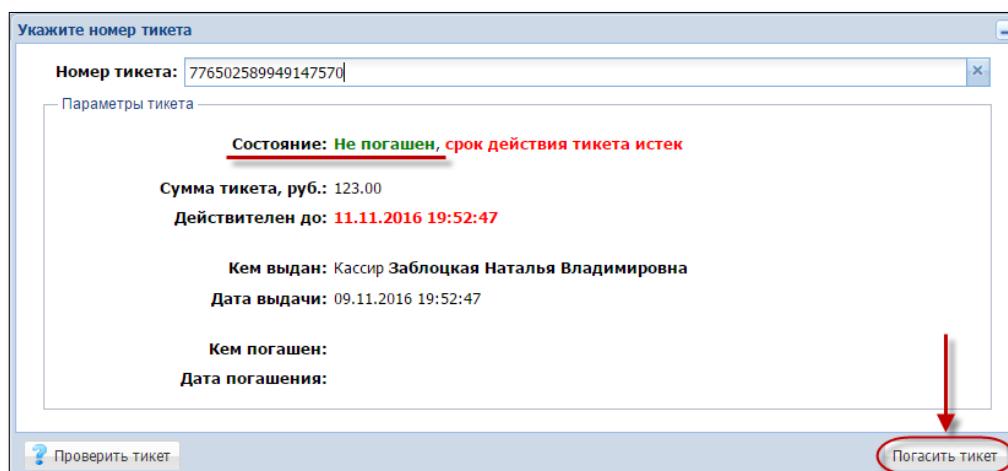 Укажите номер тикета
Номер тикета: 776502589949147570
Параметры тикета
Состояние: Не погашен, срок действия тикета истек
Сумма тикета, руб.: 123.00
Действителен до: 11.11.2016 19:52:47
Кем выдан: Кассир Заблоцкая Наталья Владимировна
Дата выдачи: 09.11.2016 19:52:47
Кем погашен:
Дата погашения:
Проверить тикет Погасить тикет